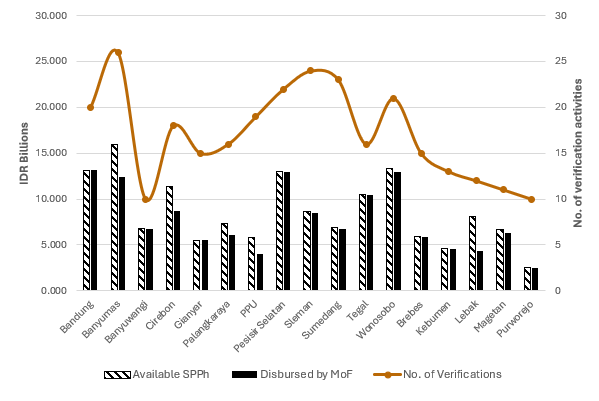 30.000
25.000
20.000
15.000
10.000
5.000
0.000
IDR Billions
30
25
20
15
10
5
0
No. of verification activities
Bandung
Banyumas
Banyuwangi
Cirebon
Gianyar
Palangkaraya
PPU
Pesisir Selatan
Sleman
Sumedang
Tegal
Wonosobo
Brebes
Kebumen
Lebak
Magetan
Purworejo
Available SPPh Disbursed by MoF No. of Verifications